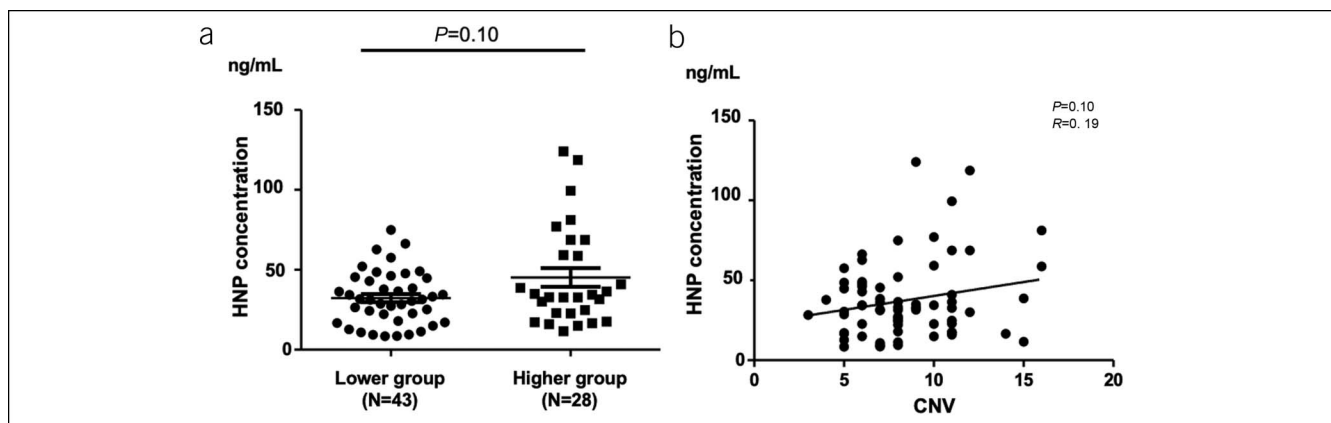 a
P=0.10
ng/mL
HNP concentration
150
100
50
0
Lower group
(N=43)
Higher group
(N=28)
b
ng/mL
P=0.10
R=0. 19
HNP concentration
150
100
50
0
0 5 10 15 20
CNV